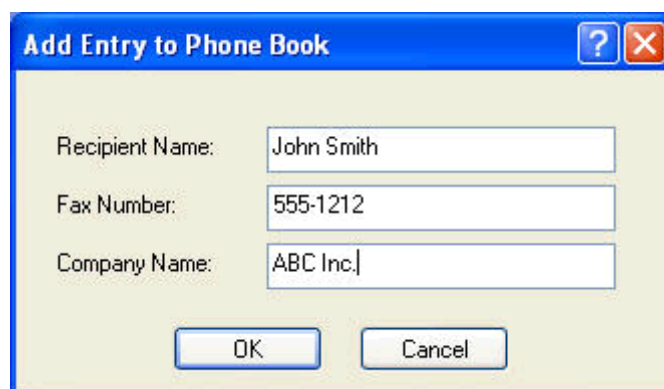 Add Entry to Phone Book ?
Recipient Name: John Smith
Fax Number: 555-1212
Company Name: ABC Inc.
OK Cancel